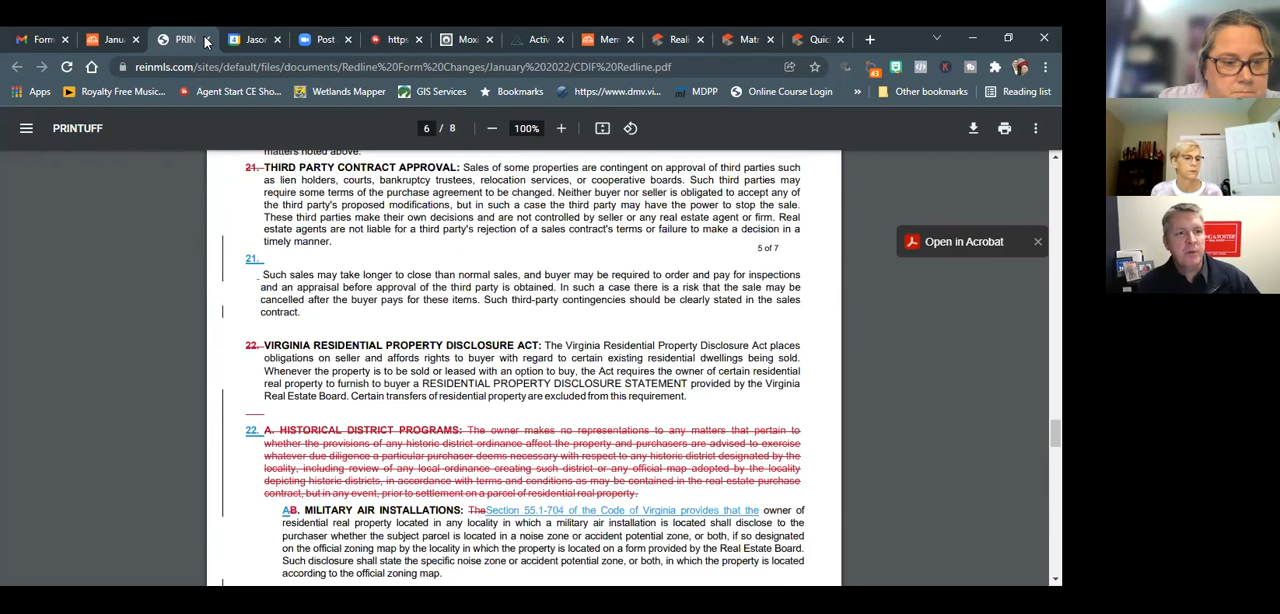 Form
Janu
PRIN
Jason
Post
https
Moxi
Activ
Mem
Reali
Matr
Quic
reinmls.com/sites/default/files/documents/Redline%20Form%20Changes/January%202022/CDIF%20Redline.pdf
43
Apps
Royalty Free Music...
Agent Start CE Sho...
Wetlands Mapper
GIS Services
Bookmarks
https://www.dmv.vi...
MDPP
Online Course Login
»
Other bookmarks
Reading list
PRINTUFF
6 / 8
100%
matters noted above.
21. THIRD PARTY CONTRACT APPROVAL: Sales of some properties are contingent on approval of third parties such
as lien holders, courts, bankruptcy trustees, relocation services, or cooperative boards. Such third parties may
require some terms of the purchase agreement to be changed. Neither buyer nor seller is obligated to accept any of
the third party's proposed modifications, but in such a case the third party may have the power to stop the sale.
These third parties make their own decisions and are not controlled by seller or any real estate agent or firm. Real
estate agents are not liable for a third party's rejection of a sales contract's terms or failure to make a decision in a
timely manner.
5 of 7
21.
Such sales may take longer to close than normal sales, and buyer may be required to order and pay for inspections
and an appraisal before approval of the third party is obtained. In such a case there is a risk that the sale may be
cancelled after the buyer pays for these items. Such third-party contingencies should be clearly stated in the sales
contract.
22. VIRGINIA RESIDENTIAL PROPERTY DISCLOSURE ACT: The Virginia Residential Property Disclosure Act places
obligations on seller and affords rights to buyer with regard to certain existing residential dwellings being sold.
Whenever the property is to be sold or leased with an option to buy, the Act requires the owner of certain residential
real property to furnish to buyer a RESIDENTIAL PROPERTY DISCLOSURE STATEMENT provided by the Virginia
Real Estate Board. Certain transfers of residential property are excluded from this requirement.
22. A. HISTORICAL DISTRICT PROGRAMS: The owner makes no representations to any matters that pertain to
whether the provisions of any historic district ordinance affect the property and purchasers are advised to exercise
whatever due diligence a particular purchaser deems necessary with respect to any historic district designated by the
locality, including review of any local ordinance creating such district or any official map adopted by the locality
depicting historic districts, in accordance with terms and conditions as may be contained in the real estate purchase
contract, but in any event, prior to settlement on a parcel of residential real property.
AB. MILITARY AIR INSTALLATIONS: TheSection 55.1-704 of the Code of Virginia provides that the owner of
residential real property located in any locality in which a military air installation is located shall disclose to the
purchaser whether the subject parcel is located in a noise zone or accident potential zone, or both, if so designated
on the official zoning map by the locality in which the property is located on a form provided by the Real Estate Board.
Such disclosure shall state the specific noise zone or accident potential zone, or both, in which the property is located
according to the official zoning map.
Open in Acrobat